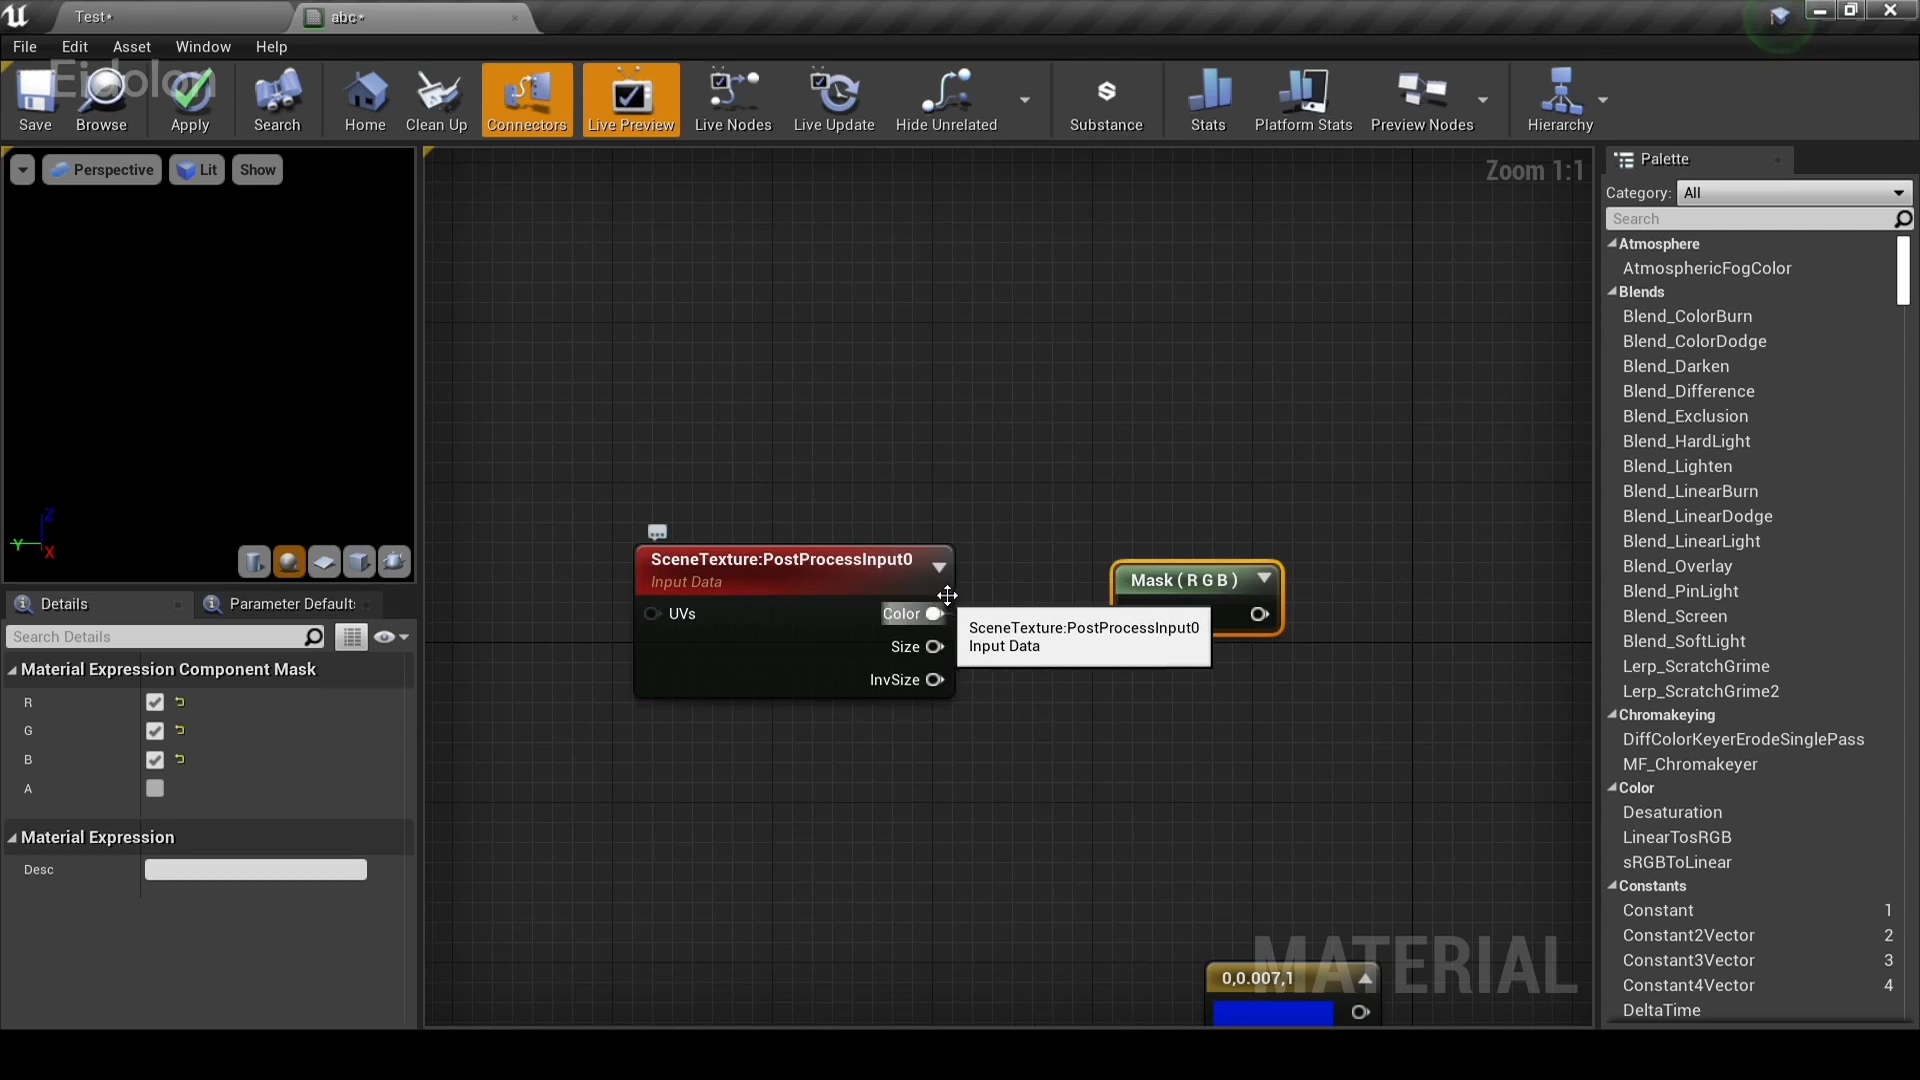 Test*
abc*
File Edit Asset Window Help
Eidolon
Save Browse Apply Search Home Clean Up Connectors Live Preview Live Nodes Live Update Hide Unrelated Substance Stats Platform Stats Preview Nodes Hierarchy
Perspective Lit Show
Z
Y
X
Details
Parameter Default
Search Details
Material Expression Component Mask
R
G
B
A
Material Expression
Desc
Zoom 1:1
SceneTexture:PostProcessInput0
Input Data
UVs
Color
Size
InvSize
SceneTexture:PostProcessInput0
Input Data
Mask ( R G B )
0,0.007,1
MATERIAL
Palette
Category: All
Search
Atmosphere
AtmosphericFogColor
Blends
Blend_ColorBurn
Blend_ColorDodge
Blend_Darken
Blend_Difference
Blend_Exclusion
Blend_HardLight
Blend_Lighten
Blend_LinearBurn
Blend_LinearDodge
Blend_LinearLight
Blend_Overlay
Blend_PinLight
Blend_Screen
Blend_SoftLight
Lerp_ScratchGrime
Lerp_ScratchGrime2
Chromakeying
DiffColorKeyerErodeSinglePass
MF_Chromakeyer
Color
Desaturation
LinearTosRGB
sRGBToLinear
Constants
Constant 1
Constant2Vector 2
Constant3Vector 3
Constant4Vector 4
DeltaTime